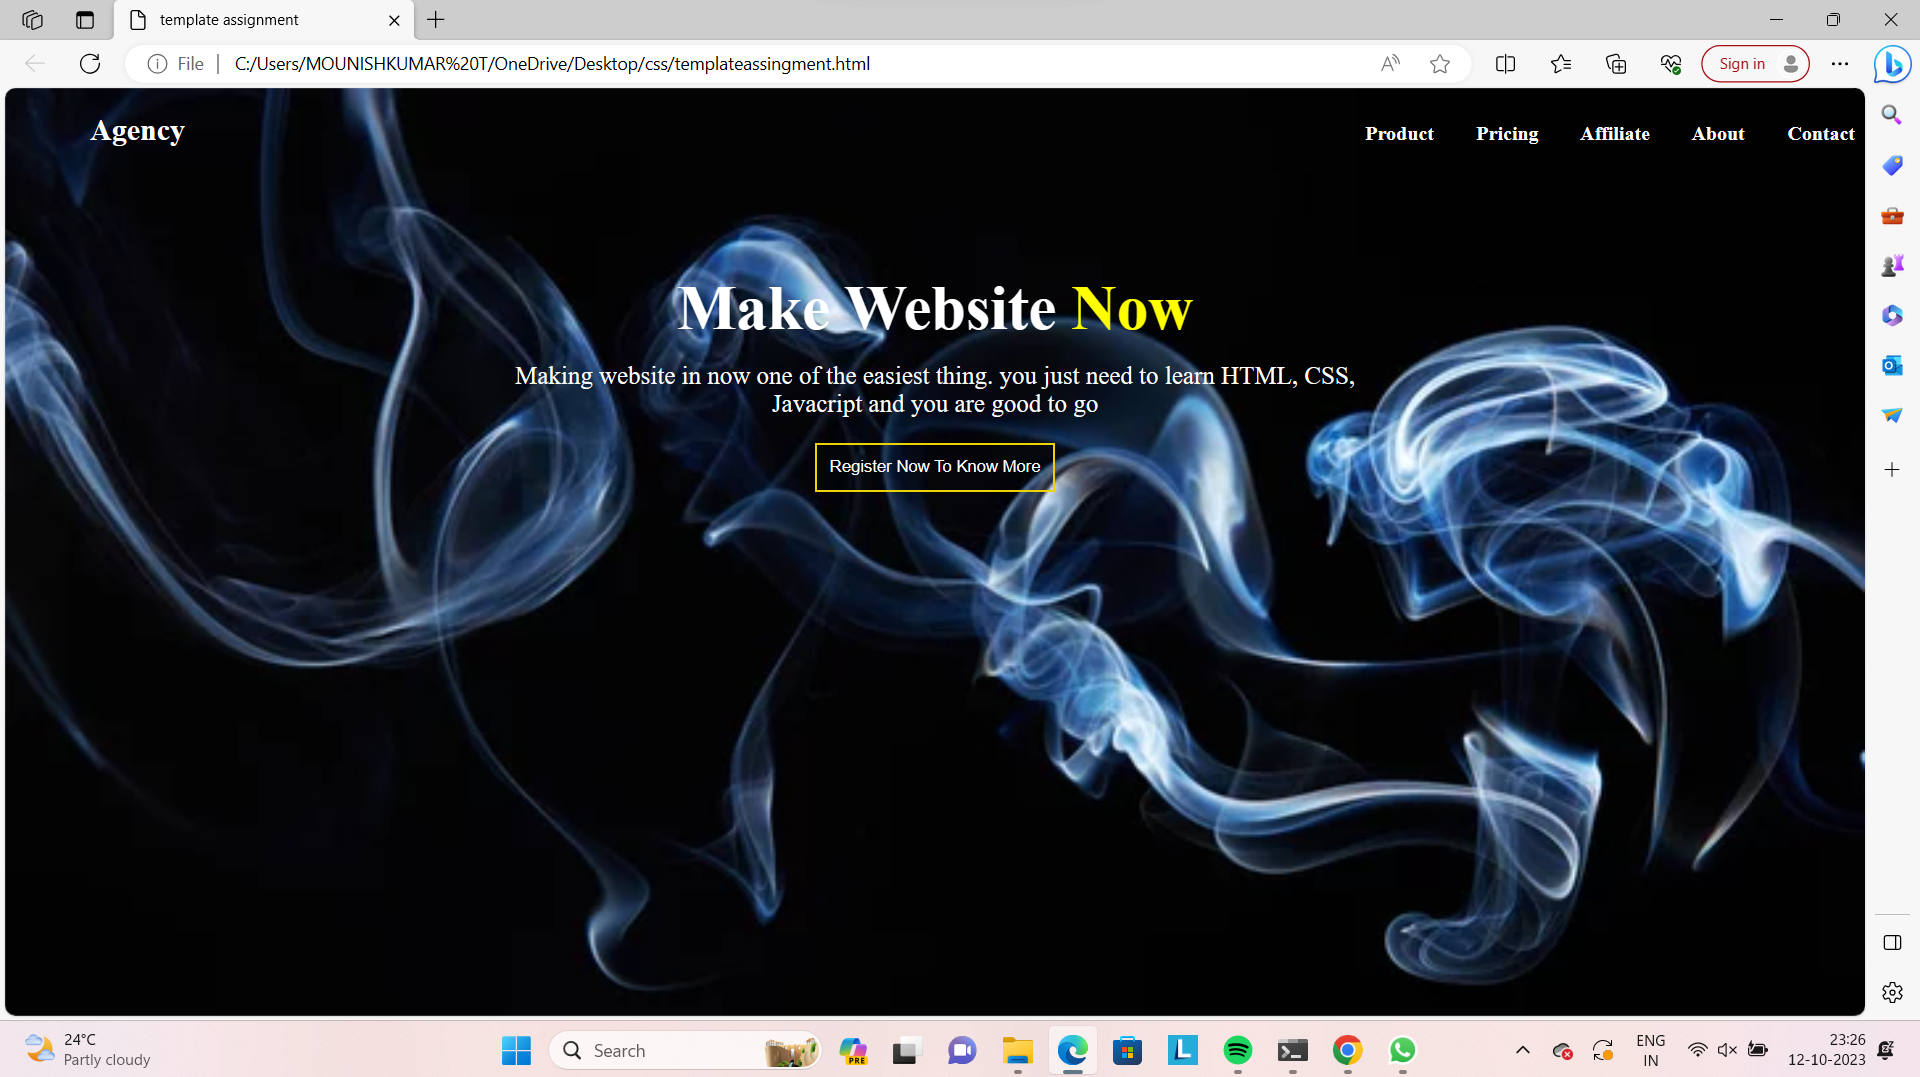 template assignment
File
C:/Users/MOUNISHKUMAR%20T/OneDrive/Desktop/css/templateassingment.html
Sign in
Agency
Product Pricing Affiliate About Contact
Make Website Now
Making website in now one of the easiest thing. you just need to learn HTML, CSS,
Javacript and you are good to go
Register Now To Know More
24°C
Partly cloudy
Search
PRE
ENG
IN
23:26
12-10-2023